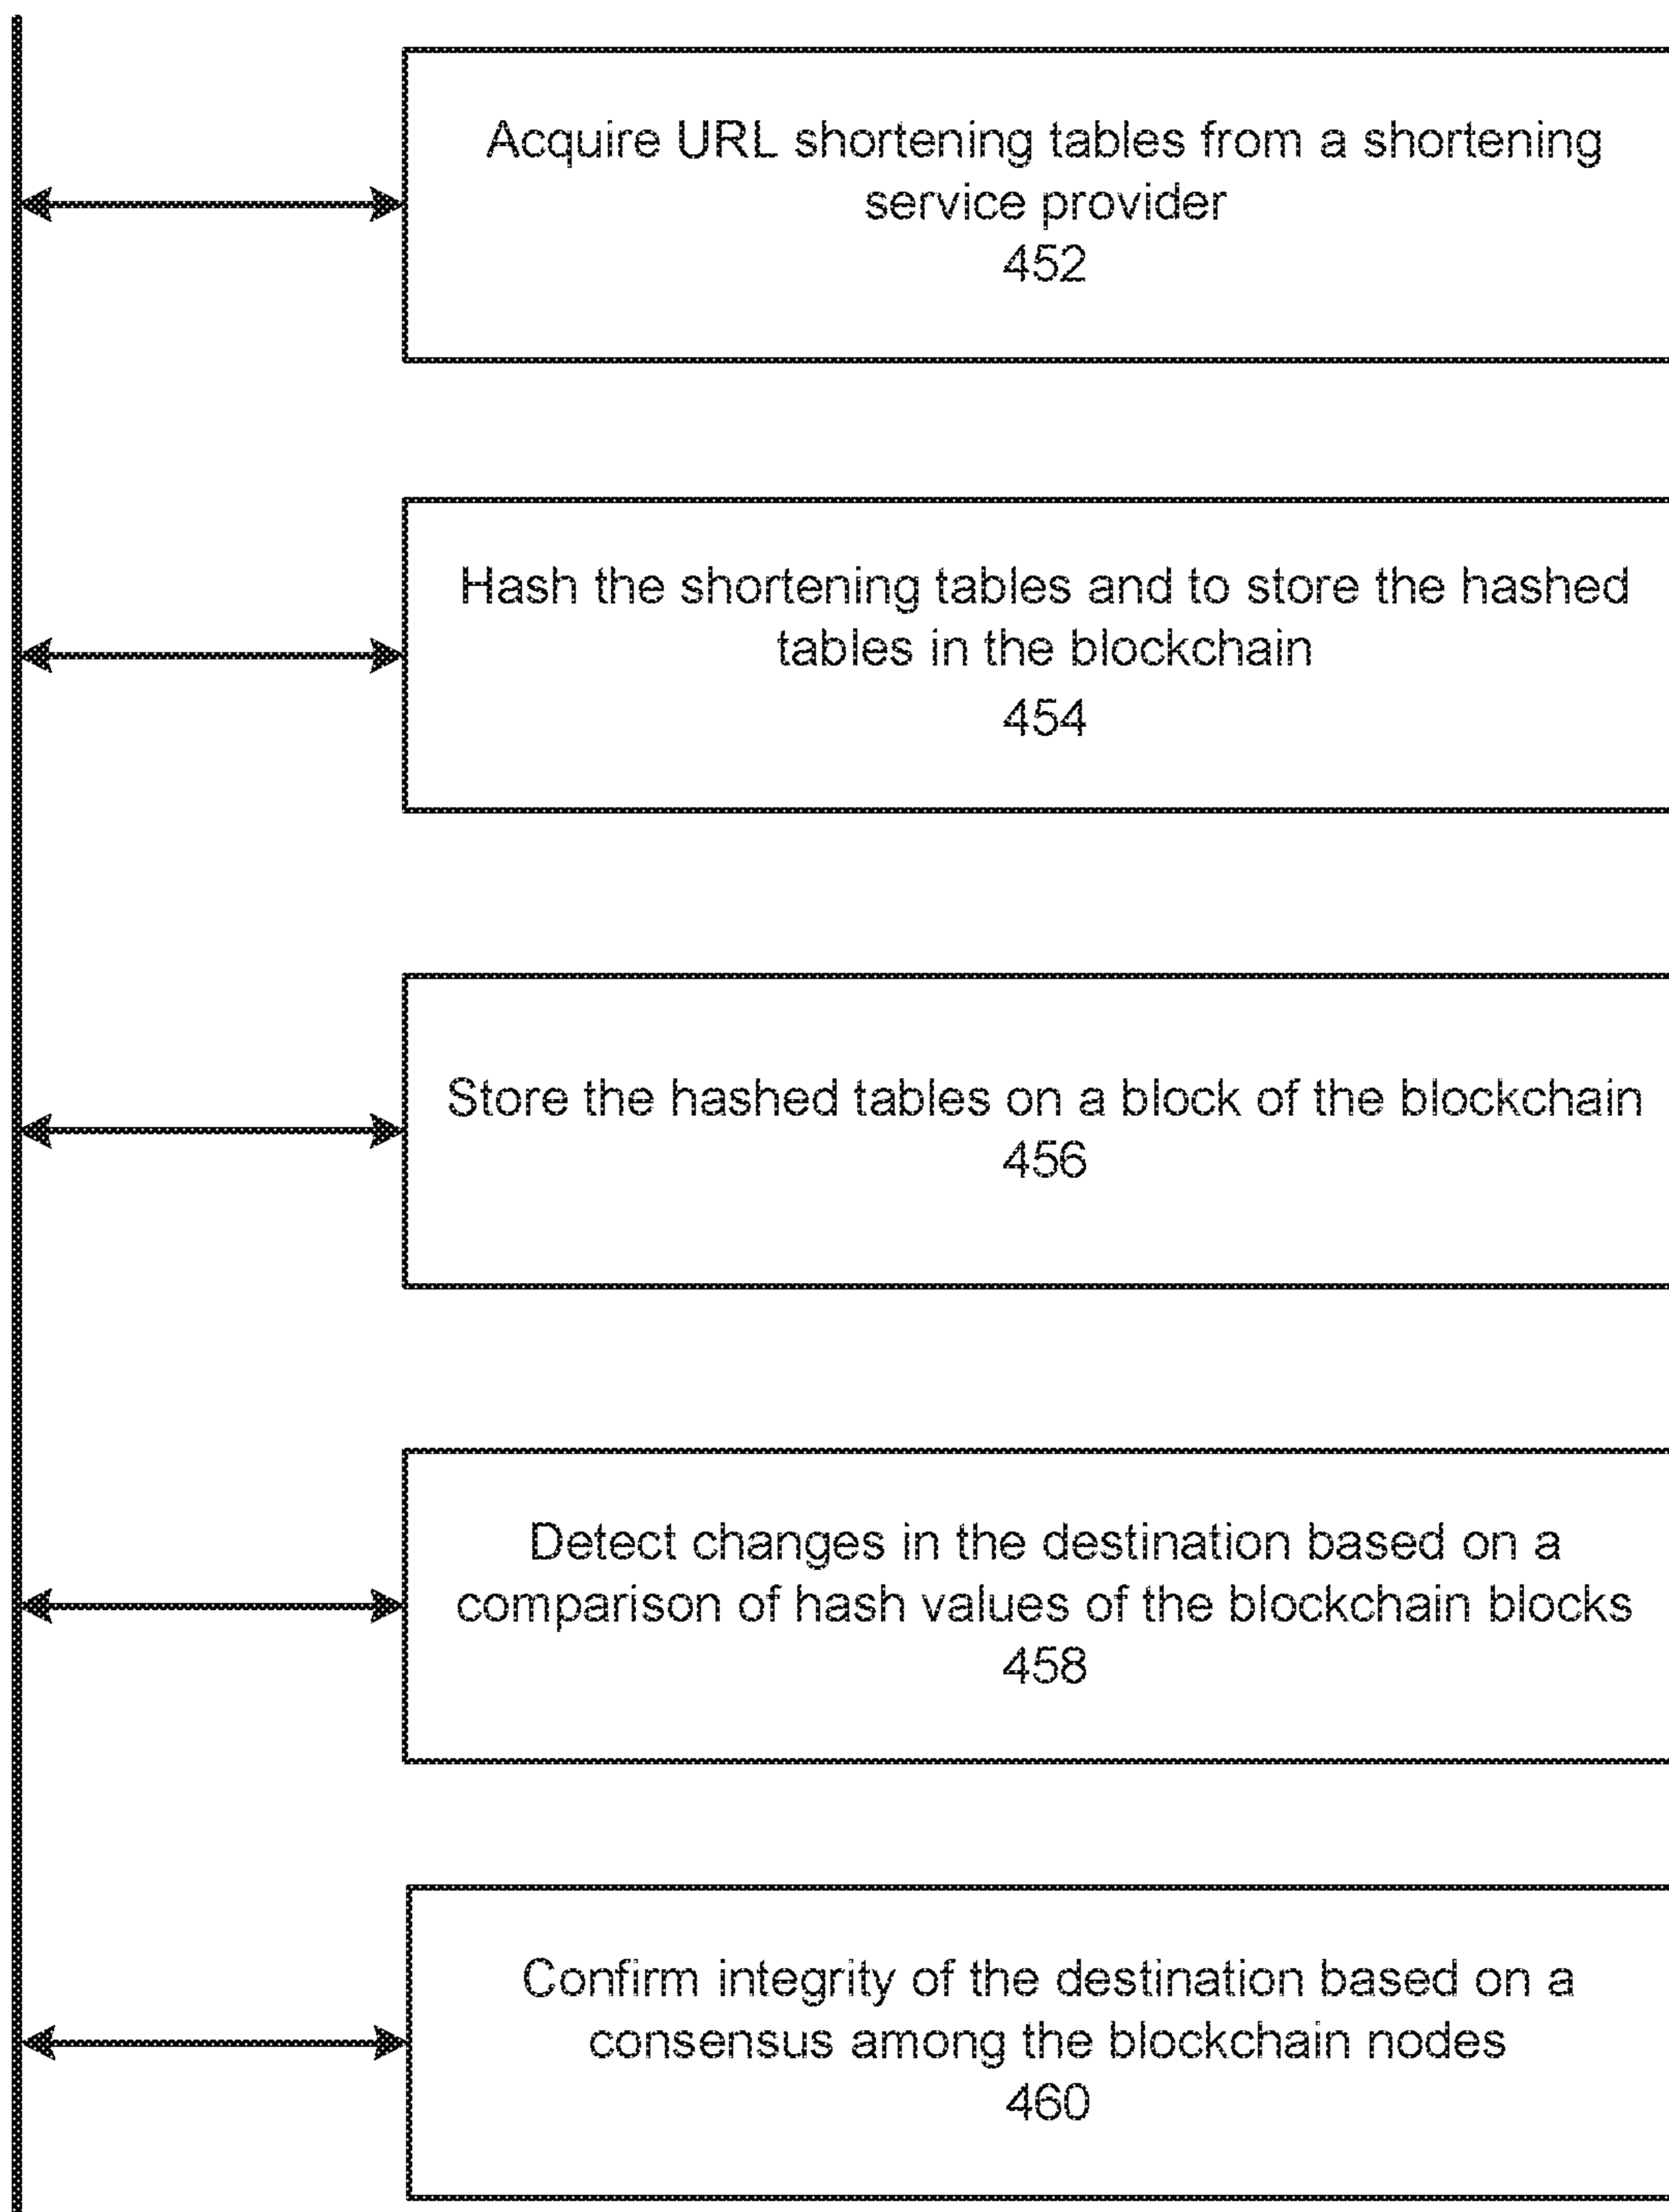 Acquire URL shortening tables from a shortening
service provider
452
Hash the shortening tables and to store the hashed
tables in the blockchain
454
Store the hashed tables on a block of the blockchain
456
Detect changes in the destination based on a
comparison of hash values of the blockchain blocks
458
Confirm integrity of the destination based on a
consensus among the blockchain nodes
460